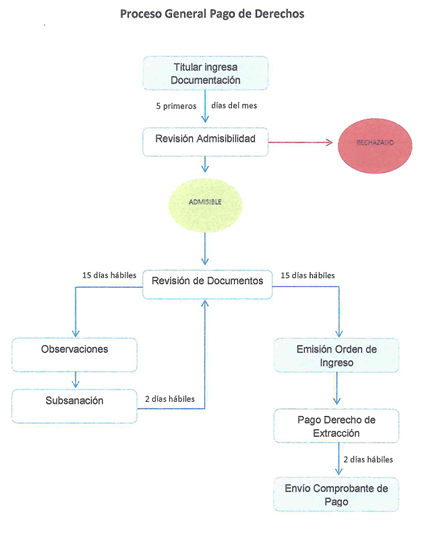 Proceso General Pago de Derechos
Titular ingresa
Documentación
5 primeros días del mes
Revisión Admisibilidad
RECHAZADO
ADMISIBLE
15 días hábiles
15 días hábiles
Revisión de Documentos
Observaciones
Emisión Orden de
Ingreso
Subsanación
2 días hábiles
Pago Derecho de
Extracción
2 días hábiles
Envío Comprobante de
Pago